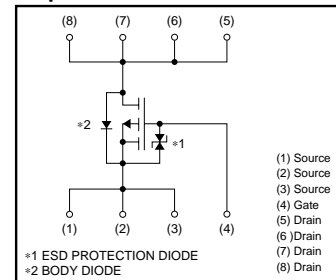 (8) (7) (6) (5)
∗2
∗1
(1) (2) (3) (4)
(1) Source
(2) Source
(3) Source
(4) Gate
(5) Drain
(6 )Drain
(7) Drain
(8) Drain
∗1 ESD PROTECTION DIODE
∗2 BODY DIODE